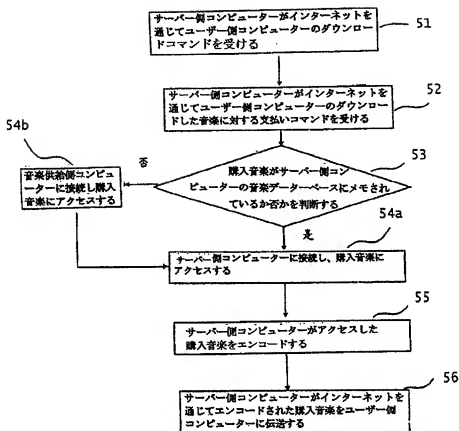 サーバー側コンピューターがインターネットを
通じてユーザー側コンピューターのダウンロー
ドコマンドを受ける
51
サーバー側コンピューターがインターネットを
通じてユーザー側コンピューターのダウンロード
した音楽に対する支払いコマンドを受ける
52
54b
否
53
音楽供給側コンピュ
ーターに接続し購入
音楽にアクセスする
購入音楽がサーバー側コン
ピューターの音楽データーベースにメモされ
ているか否かを判断する
是
54a
サーバー側コンピューターに接続し、購入音楽に
アクセスする
55
サーバー側コンピューターがアクセスした
購入音楽をエンコードする
56
サーバー側コンピューターがインターネットを
通じてエンコードされた購入音楽をユーザー側
コンピューターに伝送する